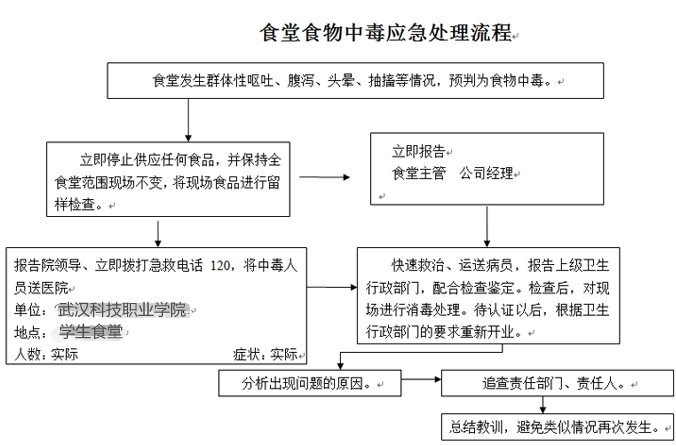 食堂食物中毒应急处理流程
食堂发生群体性呕吐、腹泻、头晕、抽搐等情况，预判为食物中毒。
立即停止供应任何食品，并保持全
食堂范围现场不变，将现场食品进行留
样检查。
立即报告
食堂主管 公司经理
报告院领导、立即拨打急救电话 120，将中毒人
员送医院
单位：武汉科技职业学院
地点：学生食堂
人数：实际 症状：实际
快速救治、运送病员，报告上级卫生
行政部门，配合检查鉴定。检查后，对现
场进行消毒处理。待认证以后，根据卫生
行政部门的要求重新开业。
分析出现问题的原因。
追查责任部门、责任人。
总结教训，避免类似情况再次发生。